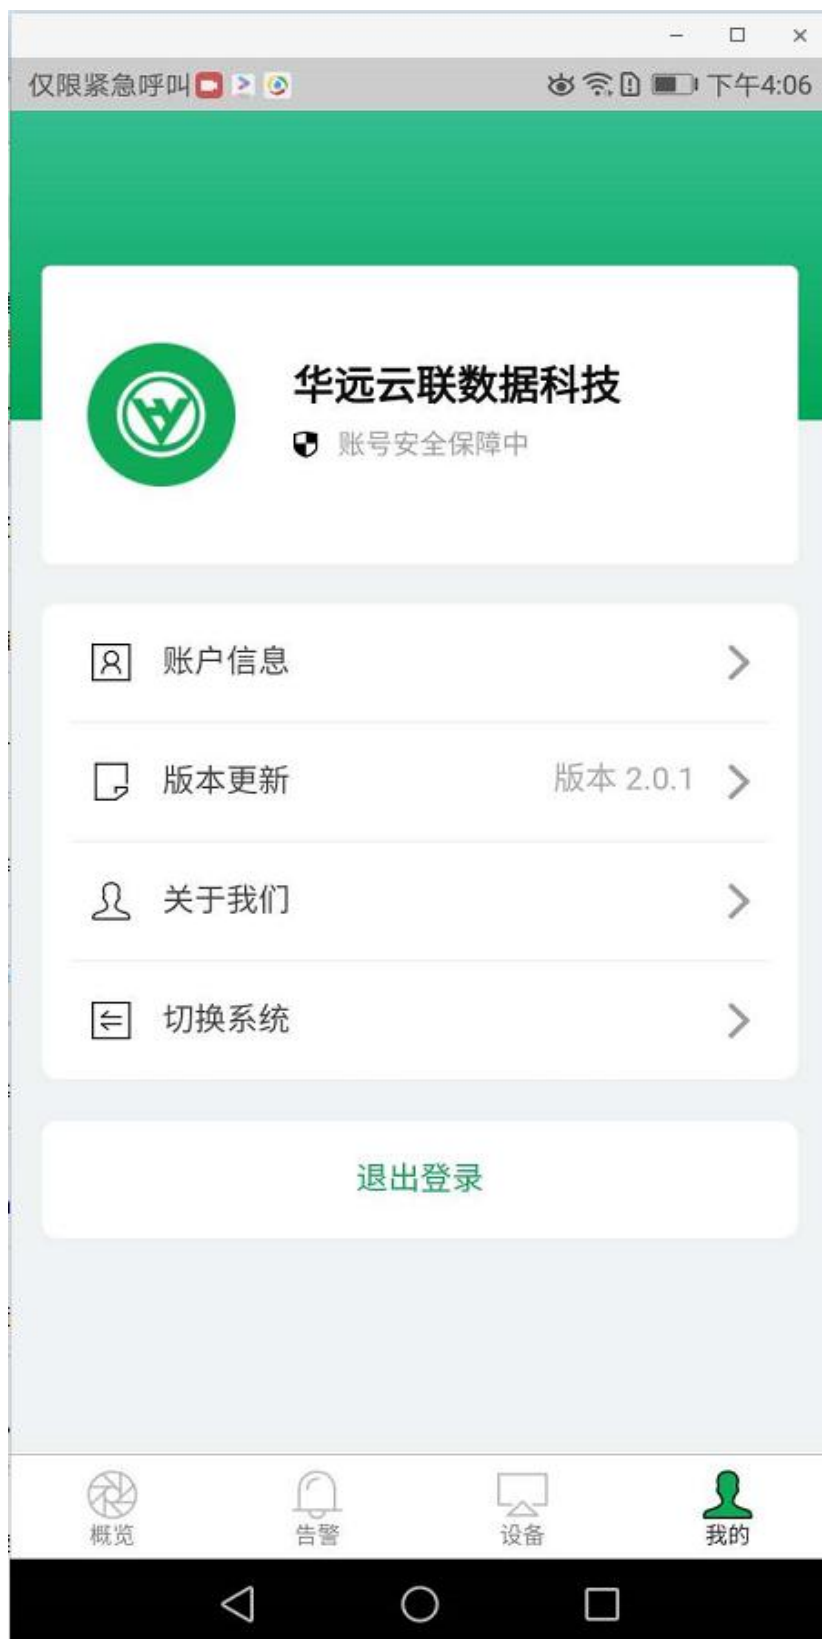 仅限紧急呼叫
下午4:06
华远云联数据科技
账号安全保障中
账户信息
版本更新 版本 2.0.1
关于我们
切换系统
退出登录
概览 告警 设备 我的